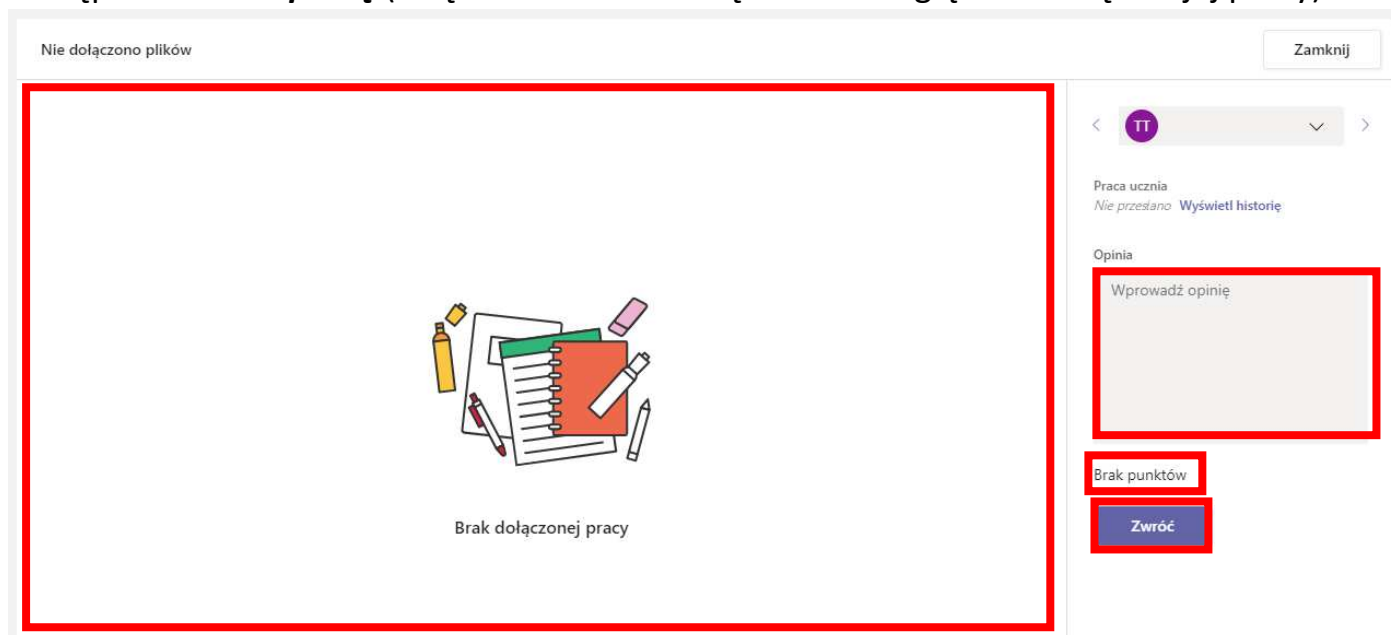 Nie dołączono plików
Zamknij
TT
Praca ucznia
Nie przesłano Wyświetl historię
Opinia
Wprowadź opinię
Brak punktów
Zwróć
Brak dołączonej pracy